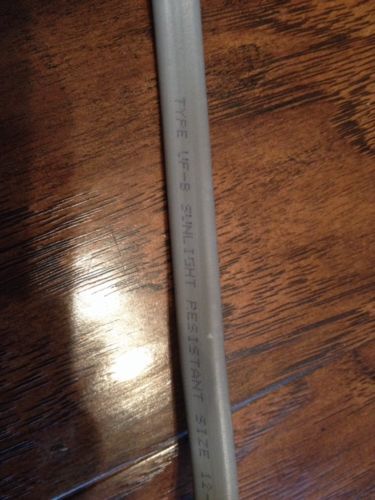 TYPE UF-B SUNLIGHT RESISTANT SIZE 12